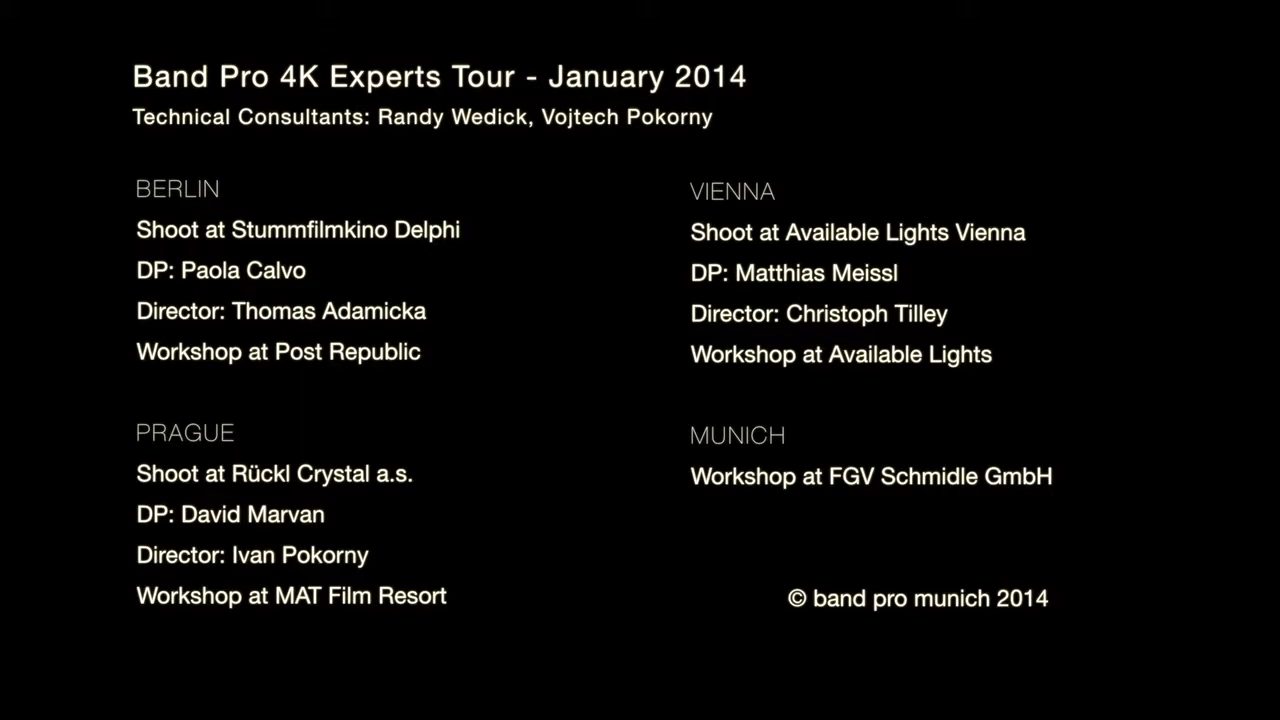 Band Pro 4K Experts Tour - January 2014
Technical Consultants: Randy Wedick, Vojtech Pokorny
BERLIN
Shoot at Stummfilmkino Delphi
DP: Paola Calvo
Director: Thomas Adamicka
Workshop at Post Republic
PRAGUE
Shoot at Rückl Crystal a.s.
DP: David Marvan
Director: Ivan Pokorny
Workshop at MAT Film Resort
VIENNA
Shoot at Available Lights Vienna
DP: Matthias Meissl
Director: Christoph Tilley
Workshop at Available Lights
MUNICH
Workshop at FGV Schmidle GmbH
© band pro munich 2014